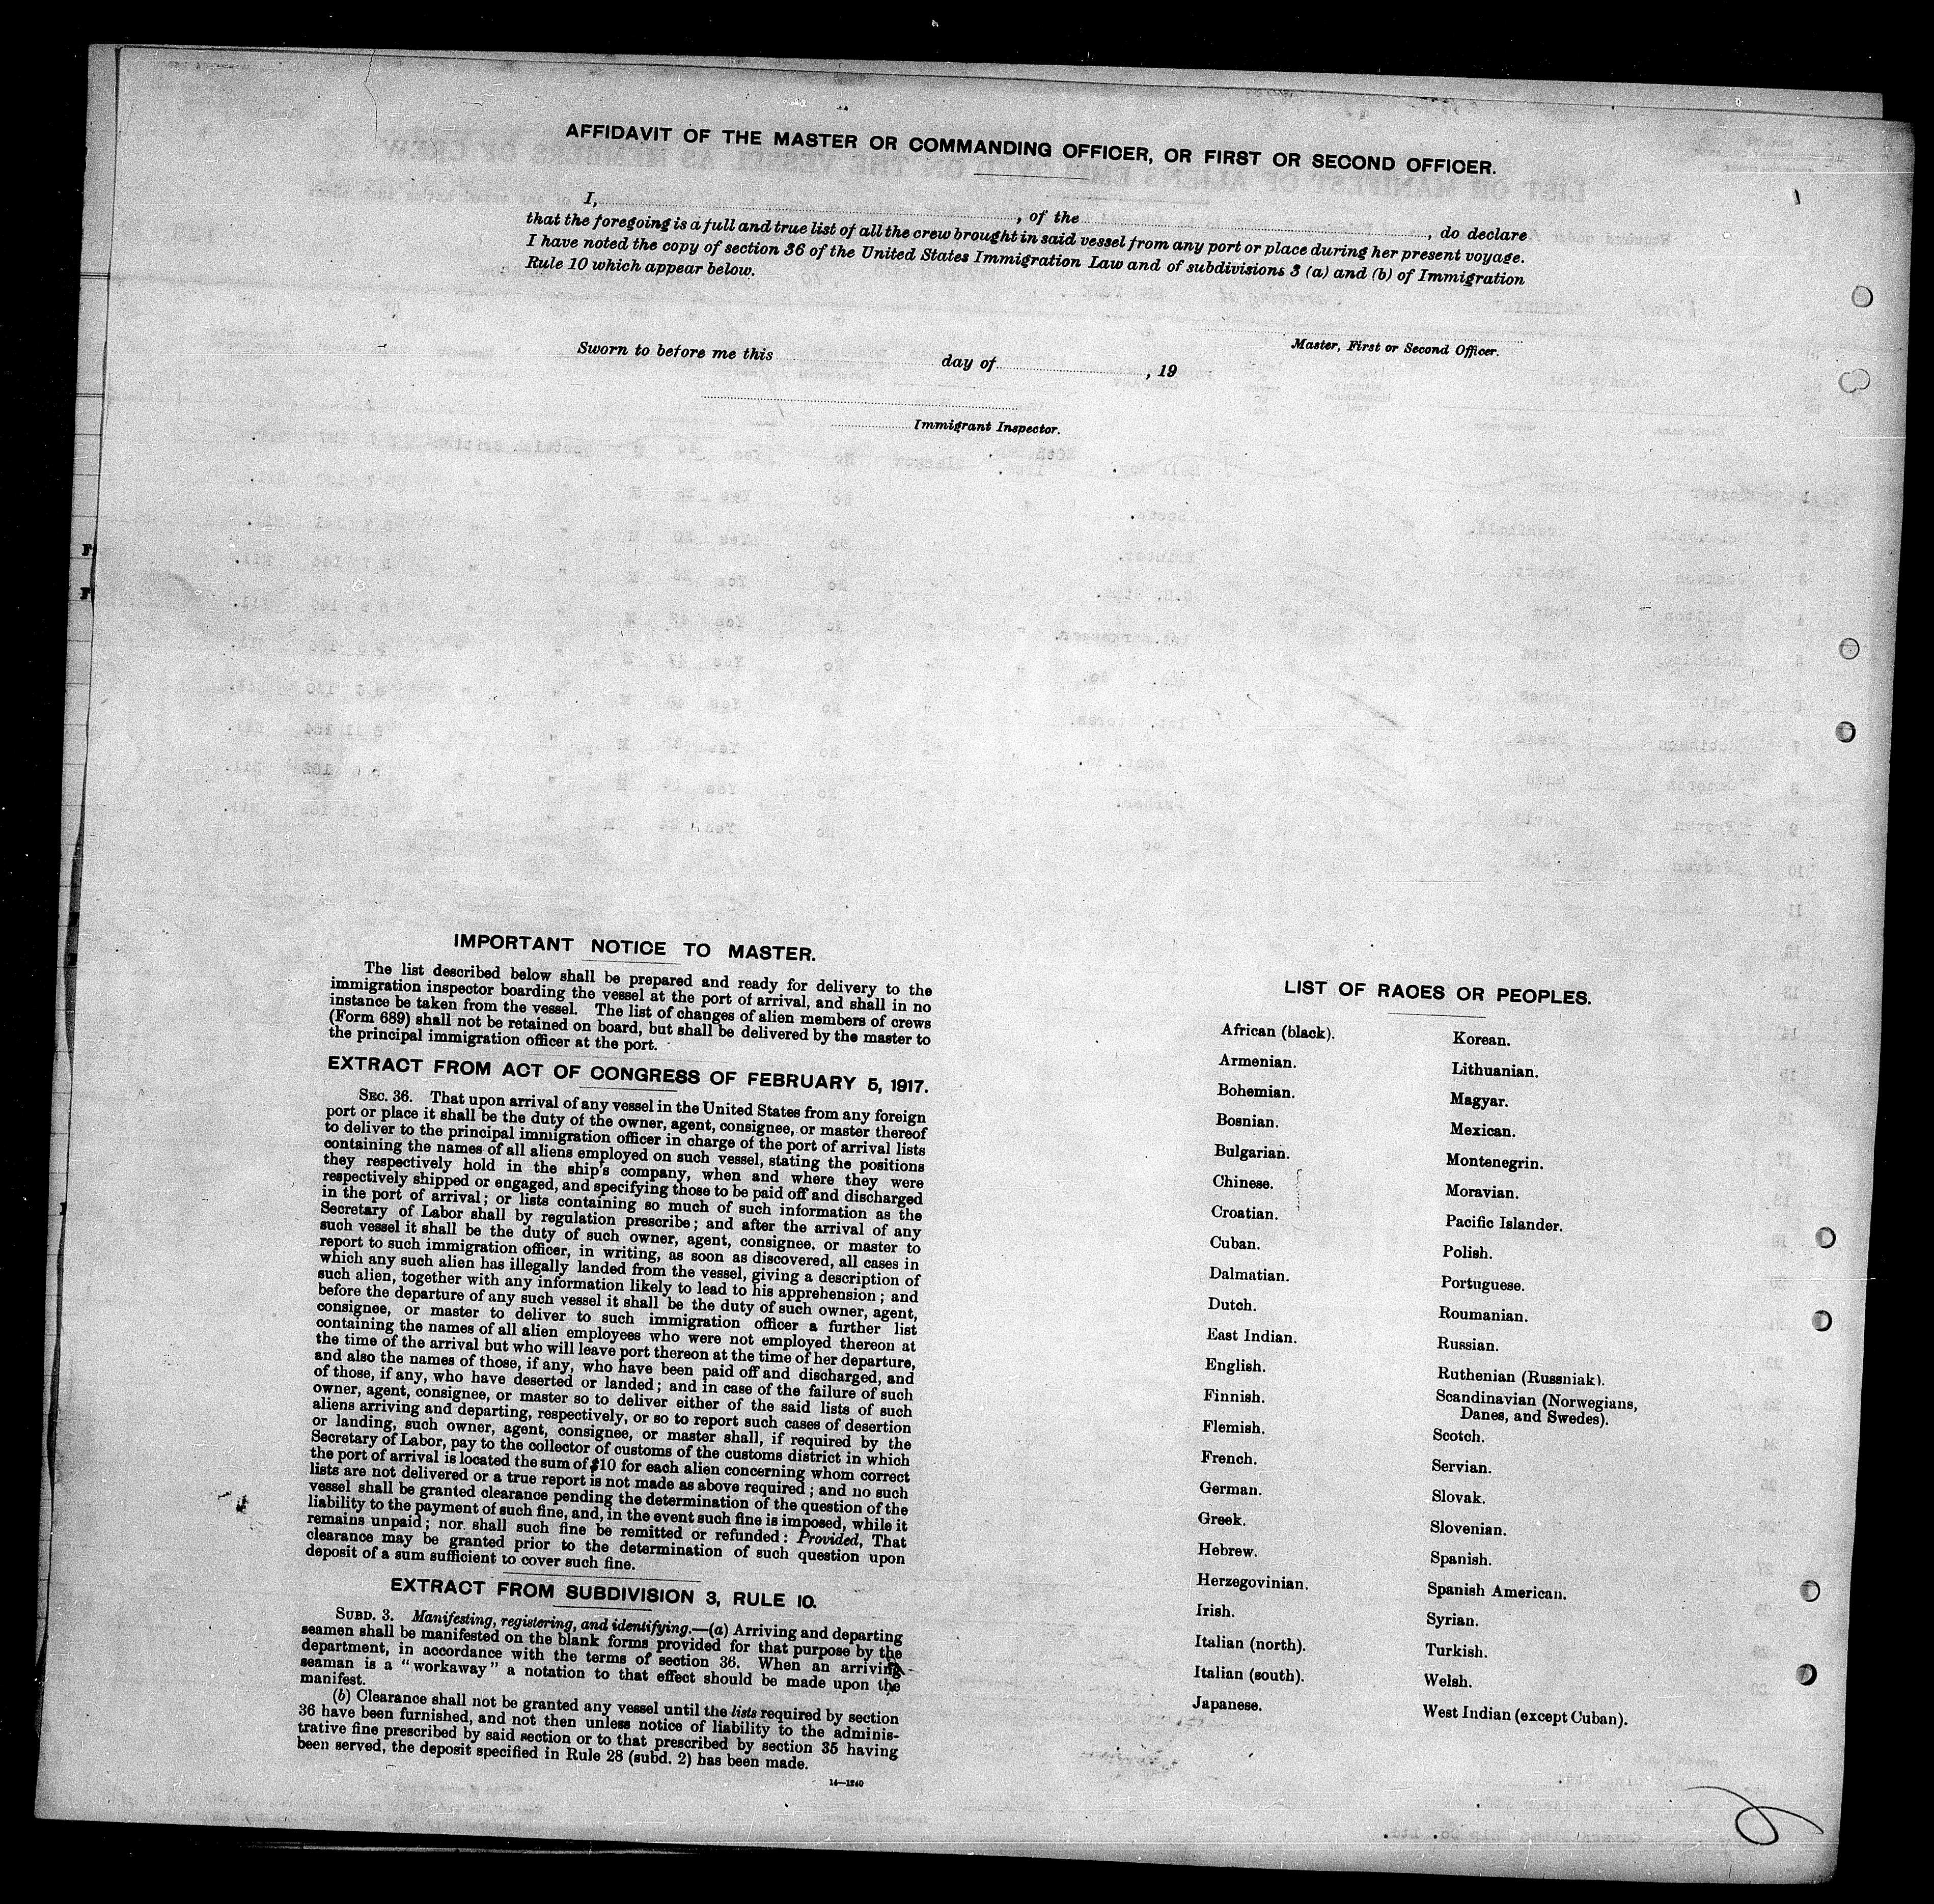 AFFIDAVIT OF THE MASTER OR COMMANDING OFFICER, OR FIRST OR SECOND OFFICER.
I, , of the , do declare
that the foregoing is a full and true list of all the crew brought in said vessel from any port or place during her present voyage.
I have noted the copy of section 36 of the United States Immigration Law and of subdivisions 3 (a) and (b) of Immigration
Rule 10 which appear below.
Master, First or Second Officer.
Sworn to before me this day of , 19
Immigrant Inspector.
IMPORTANT NOTICE TO MASTER.
The list described below shall be prepared and ready for delivery to the
immigration inspector boarding the vessel at the port of arrival, and shall in no
instance be taken from the vessel. The list of changes of alien members of crews
(Form 689) shall not be retained on board, but shall be delivered by the master to
the principal immigration officer at the port.
EXTRACT FROM ACT OF CONGRESS OF FEBRUARY 5, 1917.
SEC. 36. That upon arrival of any vessel in the United States from any foreign
port or place it shall be the duty of the owner, agent, consignee, or master thereof
to deliver to the principal immigration officer in charge of the port of arrival lists
containing the names of all aliens employed on such vessel, stating the positions
they respectively hold in the ship's company, when and where they were
respectively shipped or engaged, and specifying those to be paid off and discharged
in the port of arrival; or lists containing so much of such information as the
Secretary of Labor shall by regulation prescribe; and after the arrival of any
such vessel it shall be the duty of such owner, agent, consignee, or master to
report to such immigration officer, in writing, as soon as discovered, all cases in
which any such alien has illegally landed from the vessel, giving a description of
such alien, together with any information likely to lead to his apprehension; and
before the departure of any such vessel it shall be the duty of such owner, agent,
consignee, or master to deliver to such immigration officer a further list
containing the names of all alien employees who were not employed thereon at
the time of the arrival but who will leave port thereon at the time of her departure,
and also the names of those, if any, who have been paid off and discharged, and
of those, if any, who have deserted or landed; and in case of the failure of such
owner, agent, consignee, or master so to deliver either of the said lists of such
aliens arriving and departing, respectively, or so to report such cases of desertion
or landing, such owner, agent, consignee, or master shall, if required by the
Secretary of Labor, pay to the collector of customs of the customs district in which
the port of arrival is located the sum of $10 for each alien concerning whom correct
lists are not delivered or a true report is not made as above required; and no such
vessel shall be granted clearance pending the determination of the question of the
liability to the payment of such fine, and, in the event such fine is imposed, while it
remains unpaid; nor shall such fine be remitted or refunded: Provided, That
clearance may be granted prior to the determination of such question upon
deposit of a sum sufficient to cover such fine.
EXTRACT FROM SUBDIVISION 3, RULE 10.
SUBD. 3. Manifesting, registering, and identifying.—(a) Arriving and departing
seamen shall be manifested on the blank forms provided for that purpose by the
department, in accordance with the terms of section 36. When an arriving
seaman is a "workaway" a notation to that effect should be made upon the
manifest.
(b) Clearance shall not be granted any vessel until the lists required by section
36 have been furnished, and not then unless notice of liability to the adminis-
trative fine prescribed by said section or to that prescribed by section 35 having
been served, the deposit specified in Rule 28 (subd. 2) has been made.
14—1240
LIST OF RACES OR PEOPLES.
African (black).
Armenian.
Bohemian.
Bosnian.
Bulgarian.
Chinese.
Croatian.
Cuban.
Dalmatian.
Dutch.
East Indian.
English.
Finnish.
Flemish.
French.
German.
Greek.
Hebrew.
Herzegovinian.
Irish.
Italian (north).
Italian (south).
Japanese.
Korean.
Lithuanian.
Magyar.
Mexican.
Montenegrin.
Moravian.
Pacific Islander.
Polish.
Portuguese.
Roumanian.
Russian.
Ruthenian (Russniak).
Scandinavian (Norwegians,
Danes, and Swedes).
Scotch.
Servian.
Slovak.
Slovenian.
Spanish.
Spanish American.
Syrian.
Turkish.
Welsh.
West Indian (except Cuban).